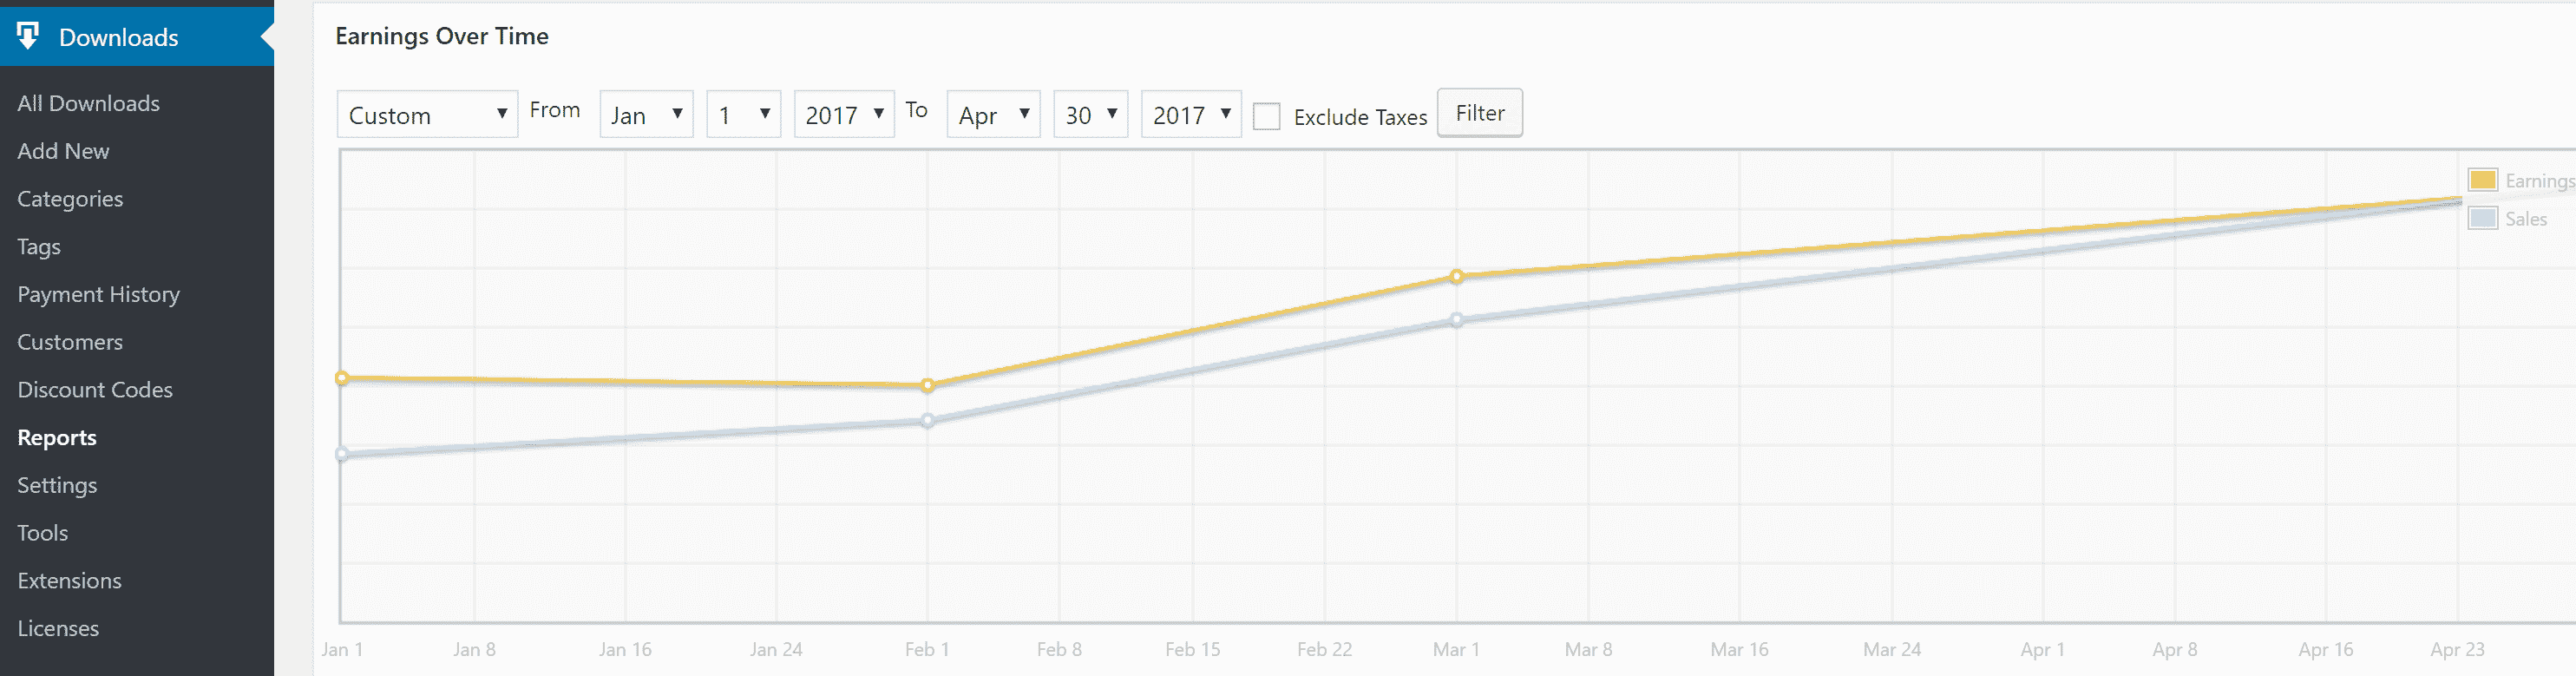 Downloads
All Downloads
Add New
Categories
Tags
Payment History
Customers
Discount Codes
Reports
Settings
Tools
Extensions
Licenses
Earnings Over Time
Custom From Jan 1 2017 To Apr 30 2017 Exclude Taxes Filter
Earnings
Sales
Jan 1 Jan 8 Jan 16 Jan 24 Feb 1 Feb 8 Feb 15 Feb 22 Mar 1 Mar 8 Mar 16 Mar 24 Apr 1 Apr 8 Apr 16 Apr 23